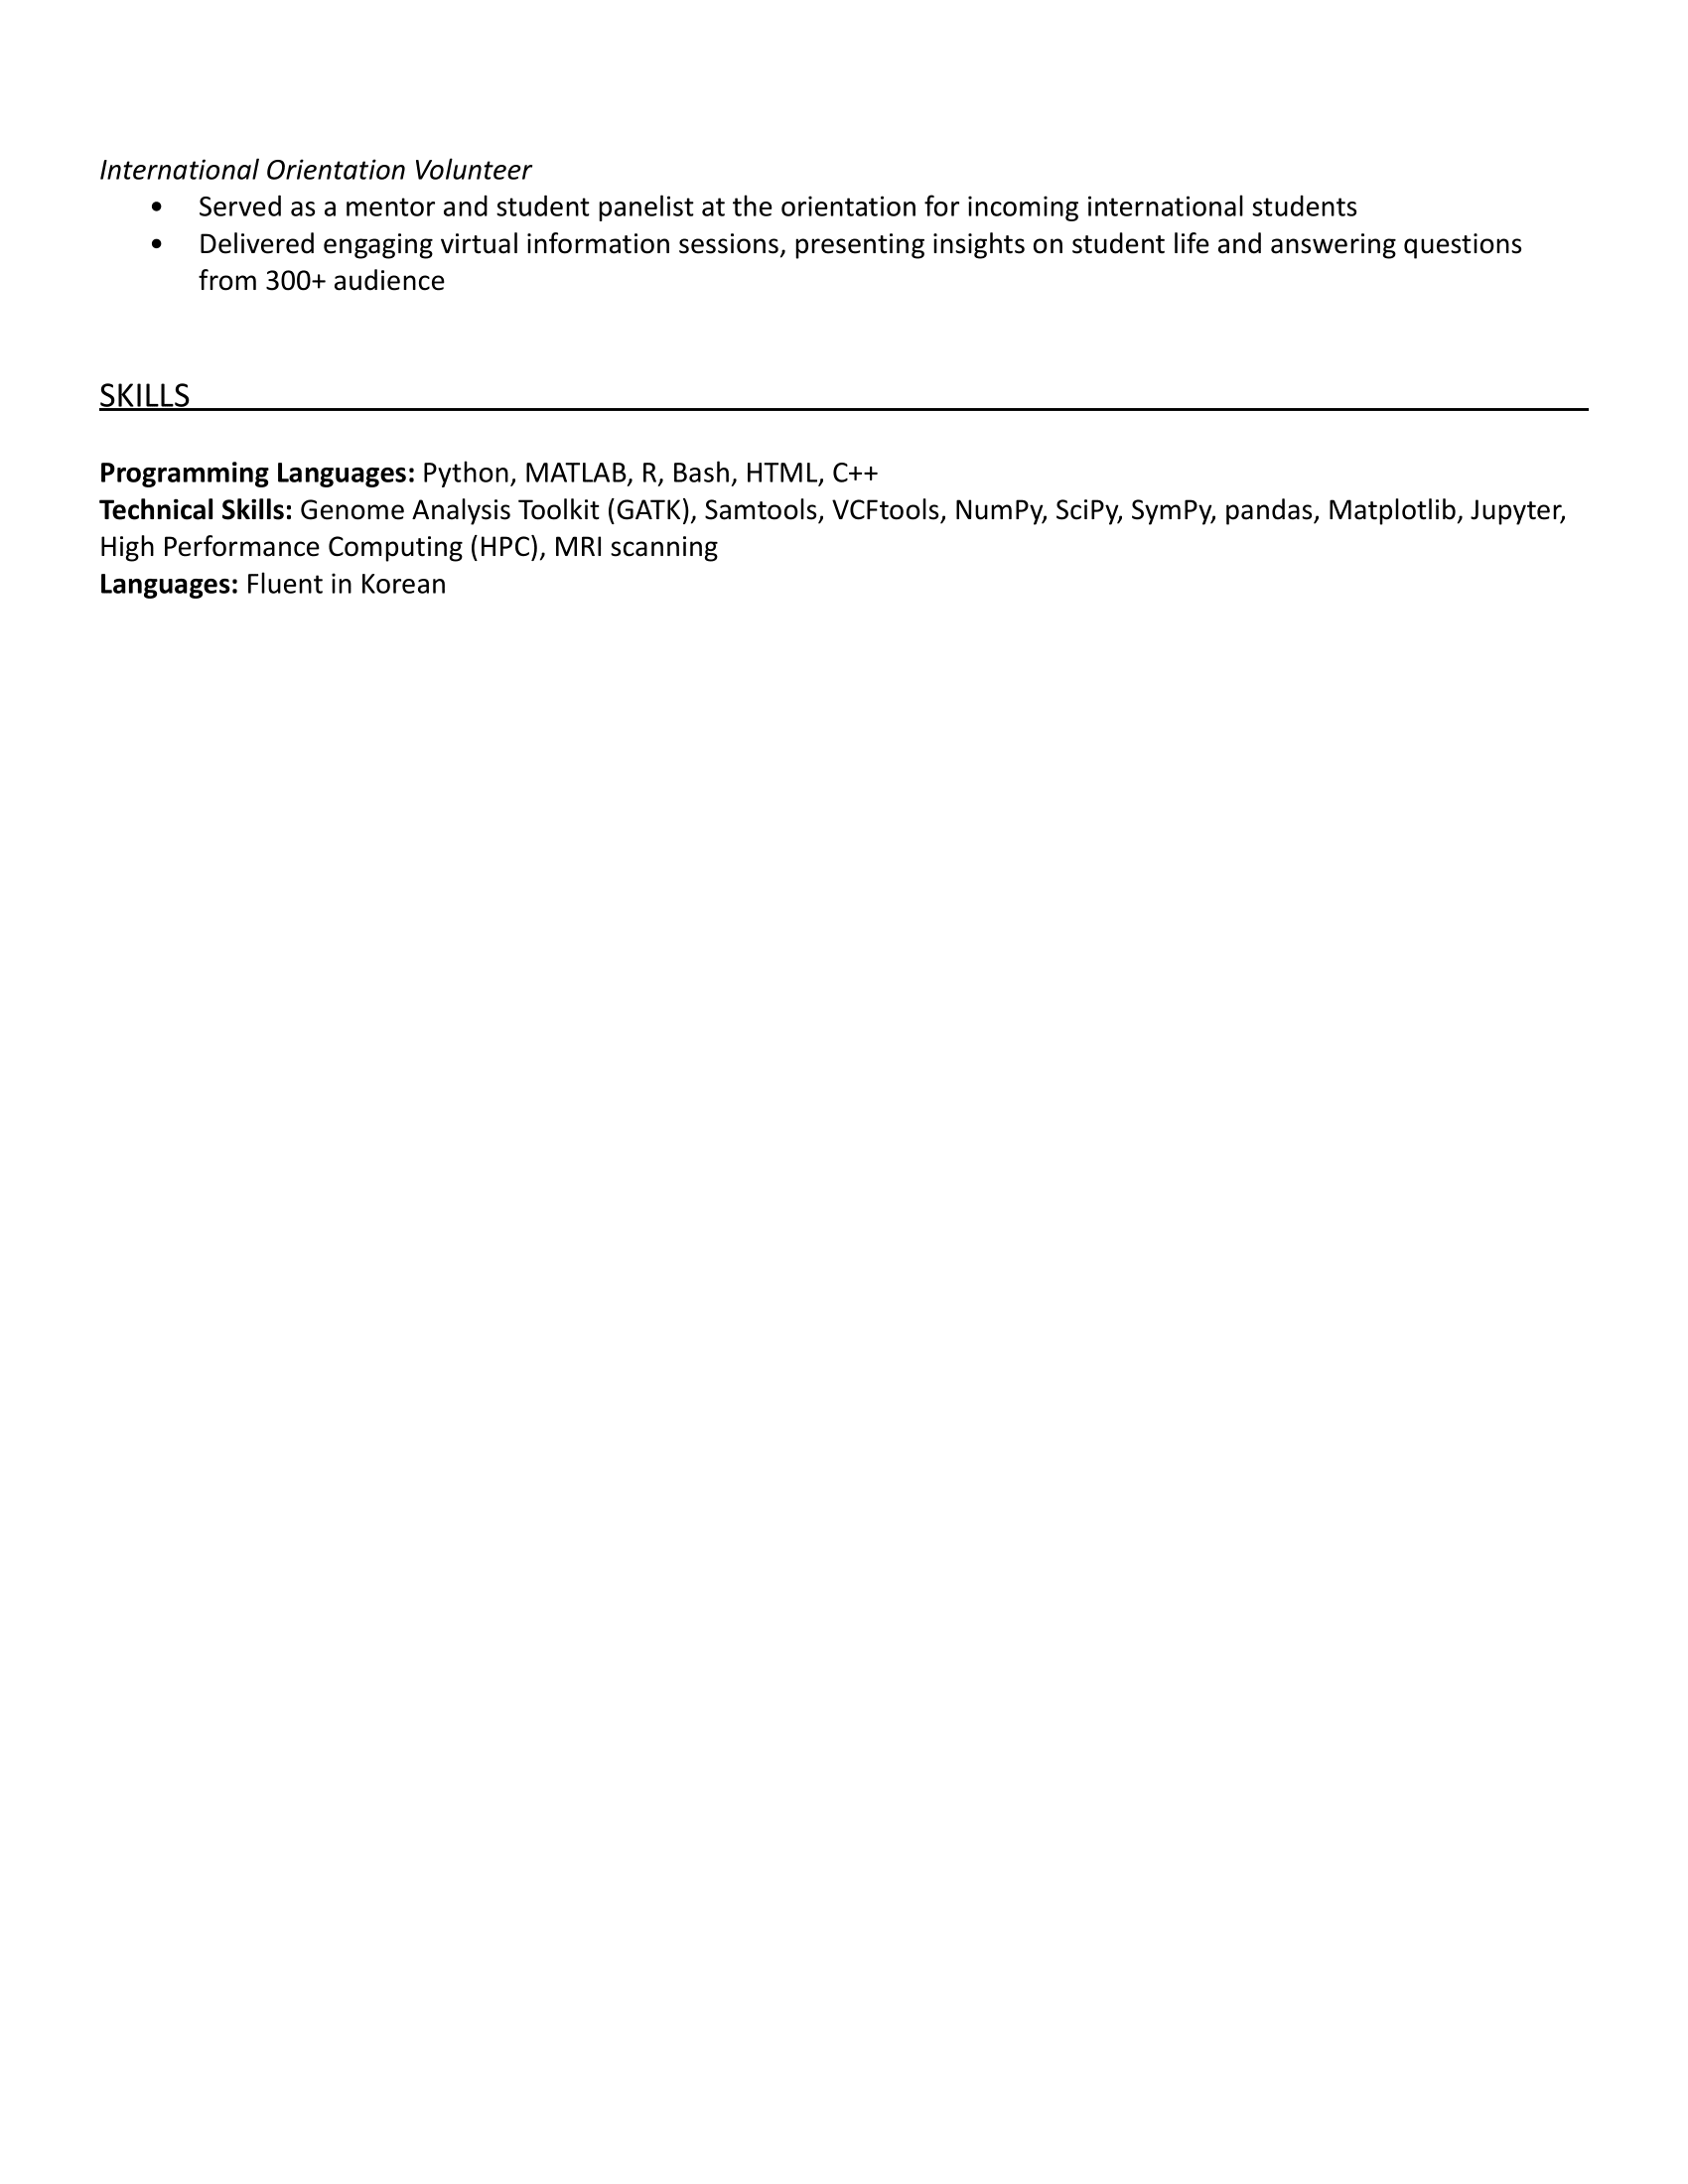 International Orientation Volunteer
• Served as a mentor and student panelist at the orientation for incoming international students
• Delivered engaging virtual information sessions, presenting insights on student life and answering questions
from 300+ audience
SKILLS
Programming Languages: Python, MATLAB, R, Bash, HTML, C++
Technical Skills: Genome Analysis Toolkit (GATK), Samtools, VCFtools, NumPy, SciPy, SymPy, pandas, Matplotlib, Jupyter,
High Performance Computing (HPC), MRI scanning
Languages: Fluent in Korean